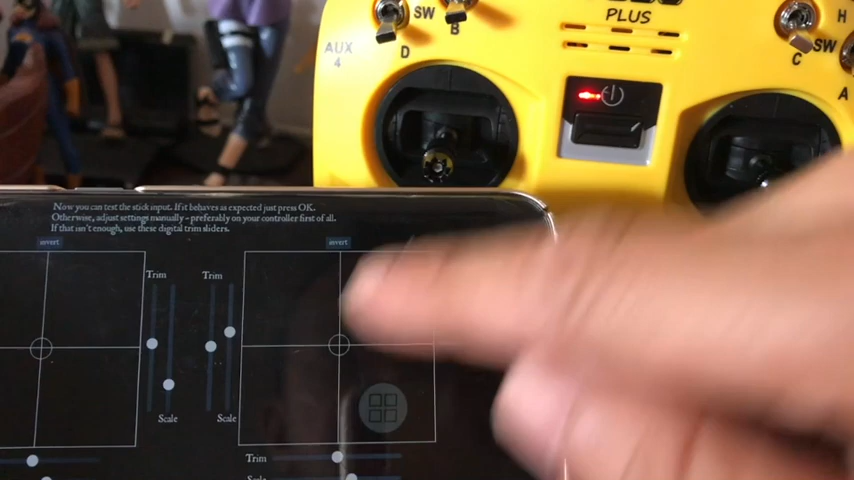 PLUS
SW
B
D
AUX
4
H
SW
C
A
Now you can test the stick input. If it behaves as expected just press OK.
Otherwise, adjust settings manually - preferably on your controller first of all.
If that isn't enough, use these digital trim sliders.
invert
invert
Trim
Trim
Scale
Scale
Trim